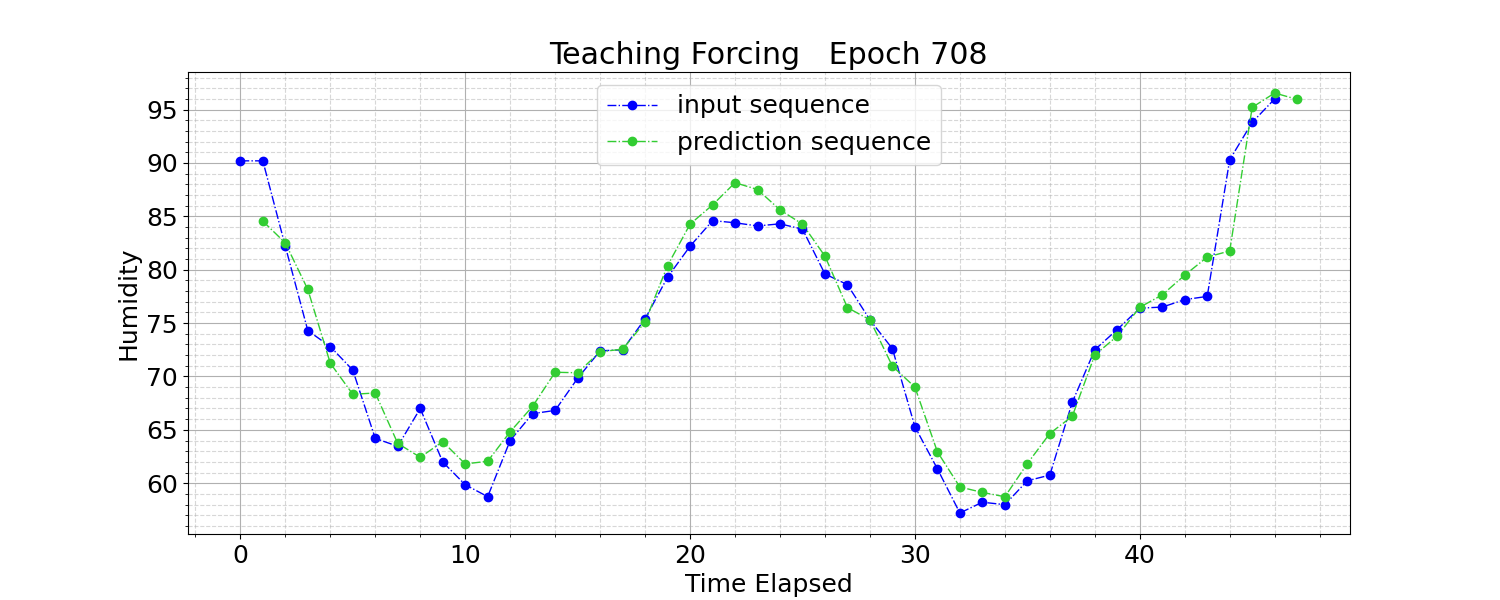 Teaching Forcing   Epoch 708
input sequence
prediction sequence
Humidity
95
90
85
80
75
70
65
60
0 10 20 30 40
Time Elapsed